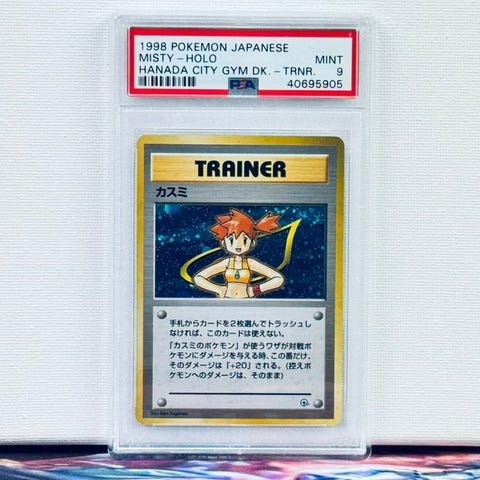 1998 POKEMON JAPANESE
MISTY - HOLO MINT
HANADA CITY GYM DK. - TRNR. 9
PSA 40695905
TRAINER
カスミ
手札からカードを2枚選んでトラッシュし
なければ、このカードは使えない。
「カスミのポケモン」が使うワザが対戦ポ
ケモンにダメージを与える時、この番だけ、
そのダメージは「+20」される。(控えポ
ケモンへのダメージは、そのまま)
Illus. Ken Sugimori